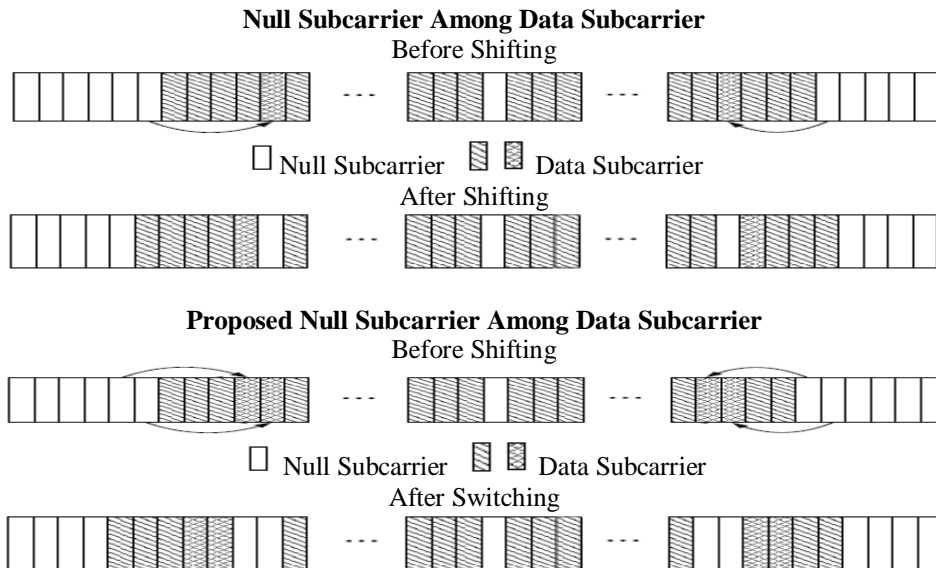 Null Subcarrier Among Data Subcarrier
Before Shifting
Null Subcarrier Data Subcarrier
After Shifting
Proposed Null Subcarrier Among Data Subcarrier
Before Shifting
Null Subcarrier Data Subcarrier
After Switching